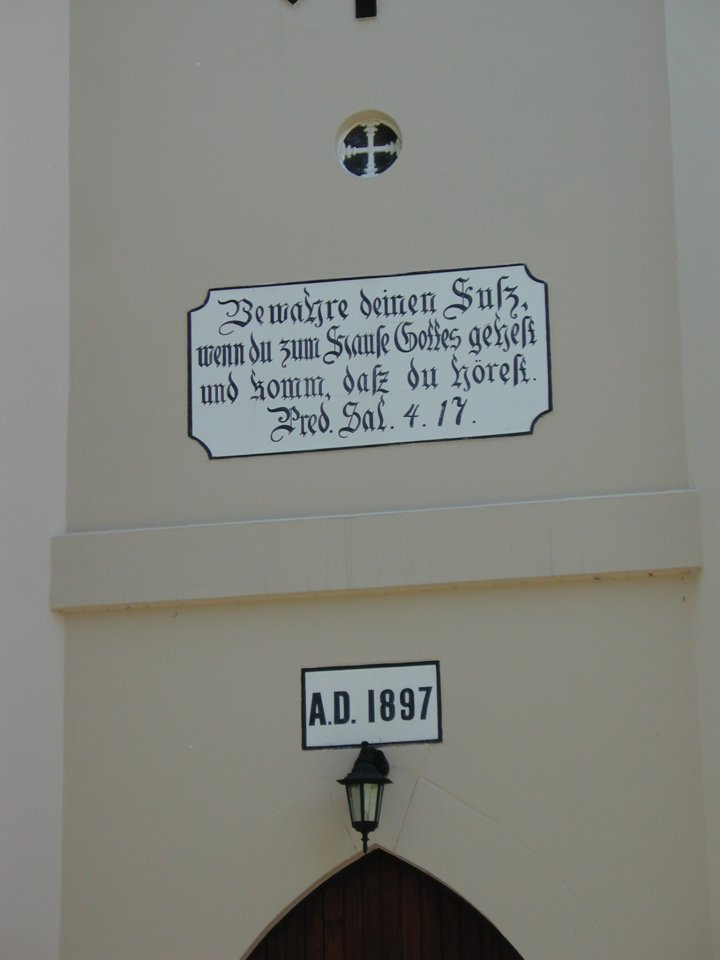 Bewahre deinen Fusz,
wenn du zum Hause Gottes gehest
und komm, dasz du hörest.
Pred. Sal. 4. 17.
A.D. 1897